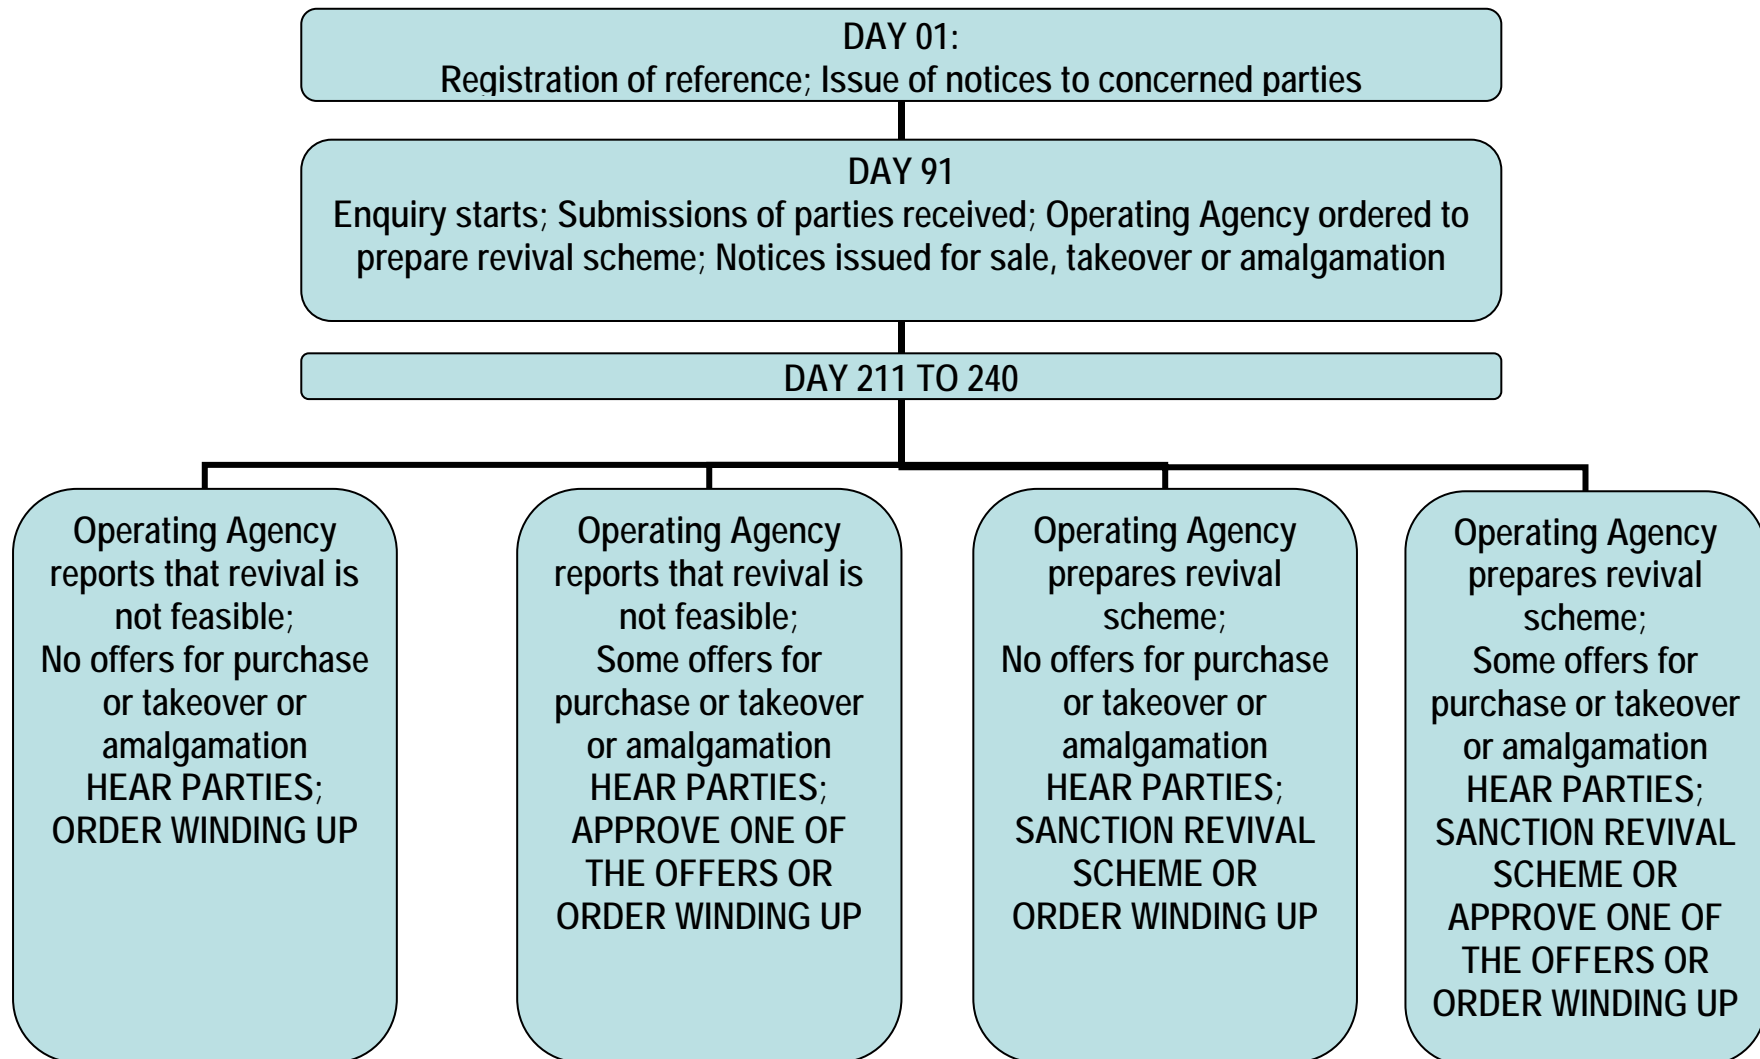 DAY 01:
Registration of reference; Issue of notices to concerned parties
DAY 91
Enquiry starts; Submissions of parties received; Operating Agency ordered to
prepare revival scheme; Notices issued for sale, takeover or amalgamation
DAY 211 TO 240
Operating Agency
reports that revival is
not feasible;
No offers for purchase
or takeover or
amalgamation
HEAR PARTIES;
ORDER WINDING UP
Operating Agency
reports that revival is
not feasible;
Some offers for
purchase or takeover
or amalgamation
HEAR PARTIES;
APPROVE ONE OF
THE OFFERS OR
ORDER WINDING UP
Operating Agency
prepares revival
scheme;
No offers for purchase
or takeover or
amalgamation
HEAR PARTIES;
SANCTION REVIVAL
SCHEME OR
ORDER WINDING UP
Operating Agency
prepares revival
scheme;
Some offers for
purchase or takeover
or amalgamation
HEAR PARTIES;
SANCTION REVIVAL
SCHEME OR
APPROVE ONE OF
THE OFFERS OR
ORDER WINDING UP